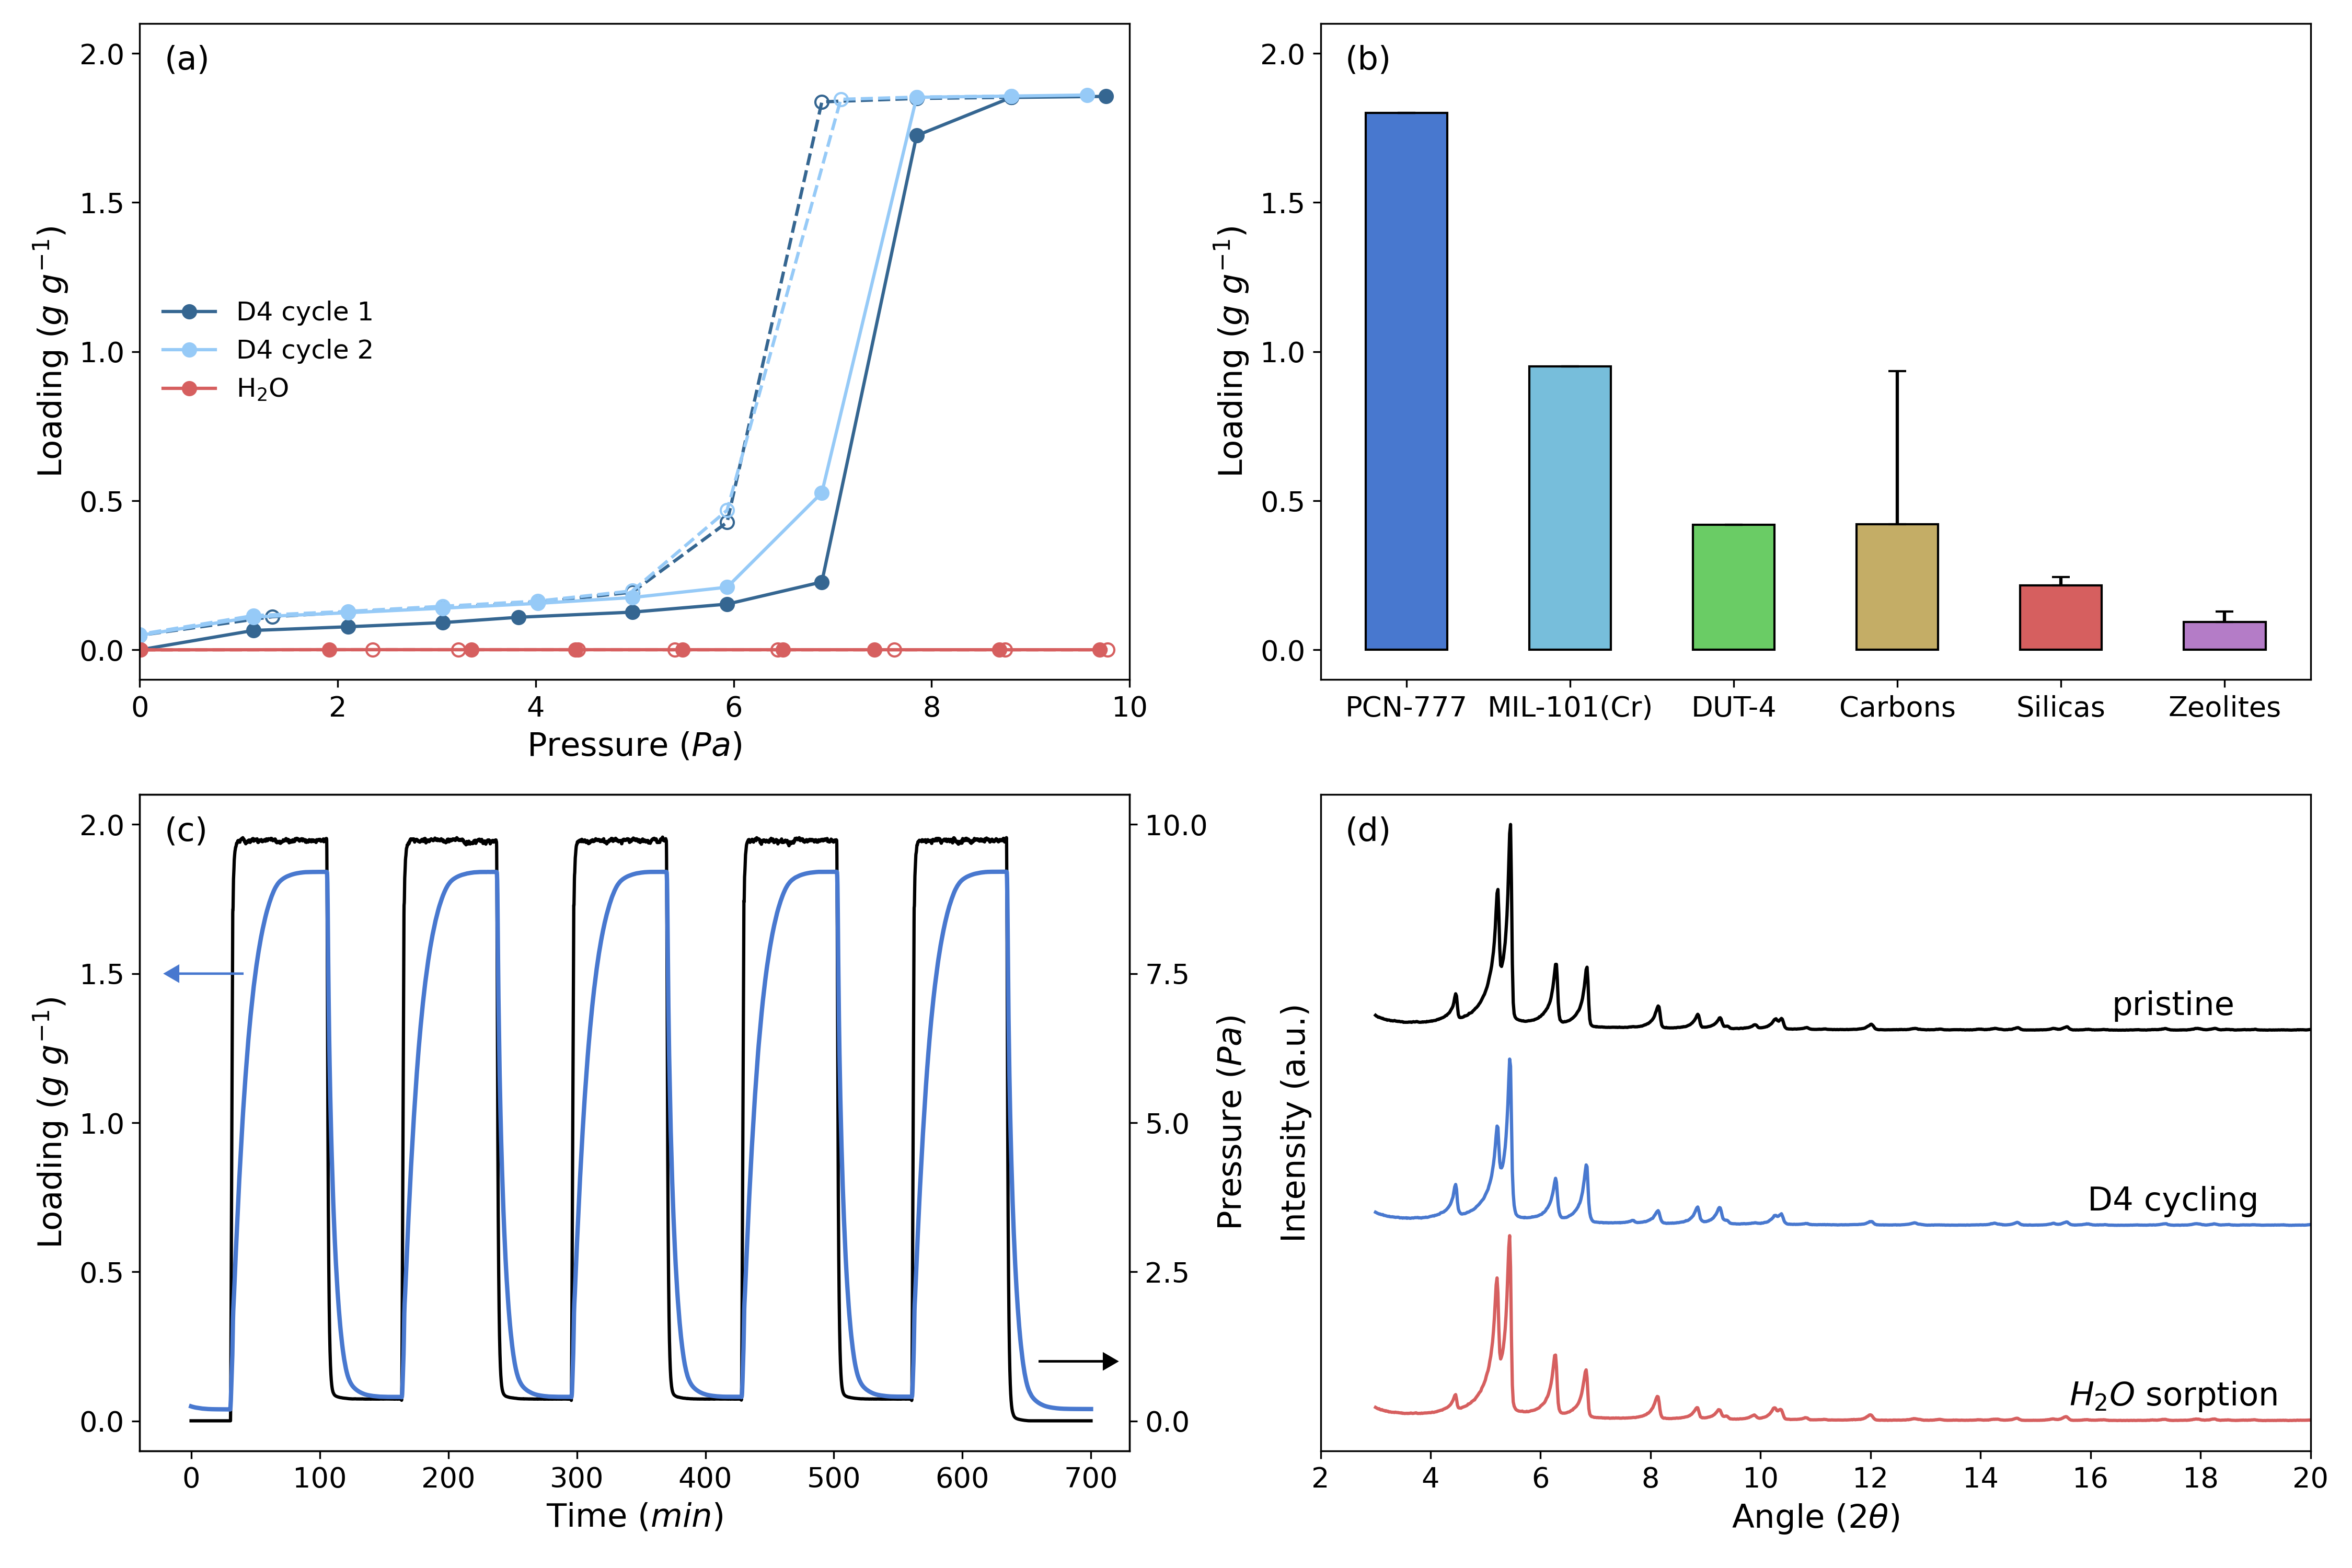 (a)
2.0
1.5
1.0
0.5
0.0
Loading (g g⁻¹)
D4 cycle 1
D4 cycle 2
H₂O
0 2 4 6 8 10
Pressure (Pa)
(b)
2.0
1.5
1.0
0.5
0.0
Loading (g g⁻¹)
PCN-777 MIL-101(Cr) DUT-4 Carbons Silicas Zeolites
(c)
2.0
1.5
1.0
0.5
0.0
Loading (g g⁻¹)
10.0
7.5
5.0
2.5
0.0
Pressure (Pa)
0 100 200 300 400 500 600 700
Time (min)
(d)
Intensity (a.u.)
pristine
D4 cycling
H₂O sorption
2 4 6 8 10 12 14 16 18 20
Angle (2θ)